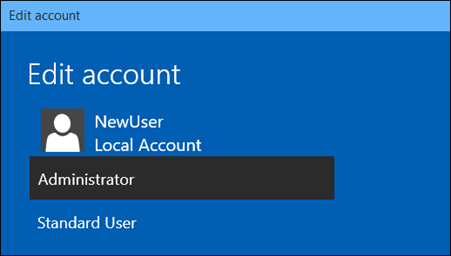 Edit account
Edit account
NewUser
Local Account
Administrator
Standard User